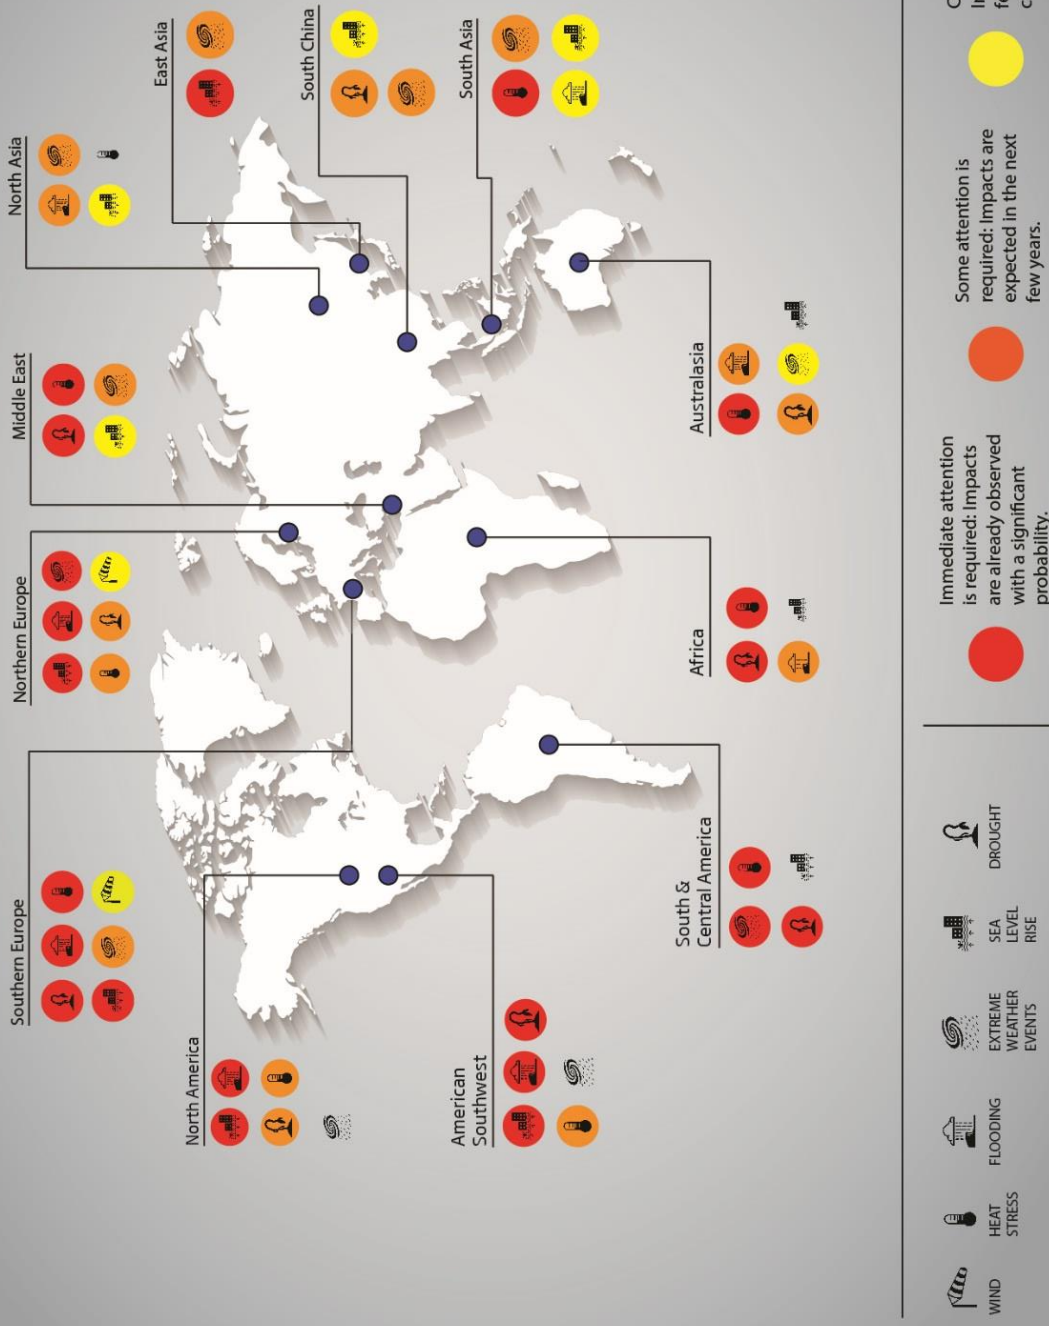 Southern Europe
Northern Europe
Middle East
North Asia
East Asia
South China
South Asia
North America
American
Southwest
South &
Central America
Africa
Australasia
WIND
HEAT
STRESS
FLOODING
EXTREME
WEATHER
EVENTS
SEA
LEVEL
RISE
DROUGHT
Immediate attention
is required: Impacts
are already observed
with a significant
probability.
Some attention is
required: Impacts are
expected in the next
few years.